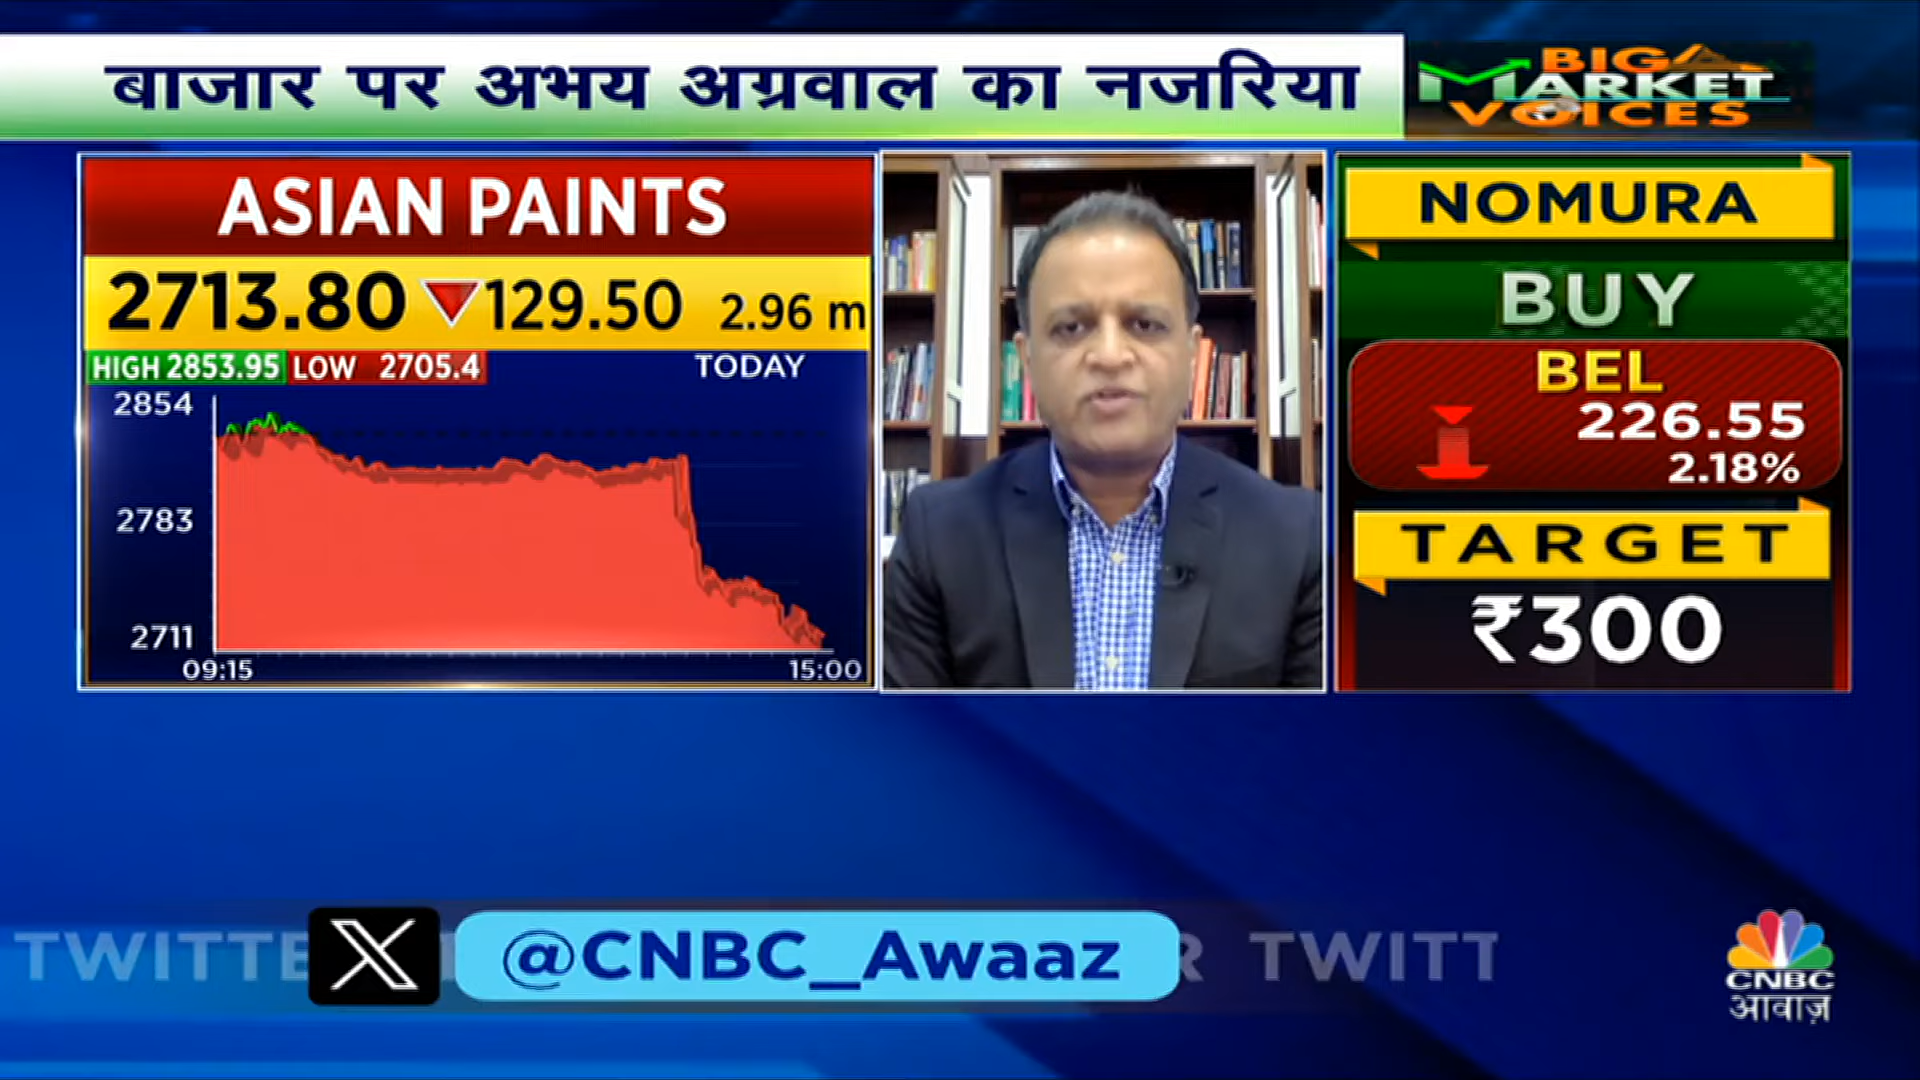 बाजार पर अभय अग्रवाल का नजरिया
BIG
MARKET
VOICES
ASIAN PAINTS
2713.80 ▼129.50 2.96 m
HIGH 2853.95 LOW 2705.4 TODAY
2854
2783
2711
09:15 15:00
NOMURA
BUY
BEL
226.55
2.18%
TARGET
₹300
TWITTE
X
@CNBC_Awaaz
R TWITT
CNBC
आवाज़